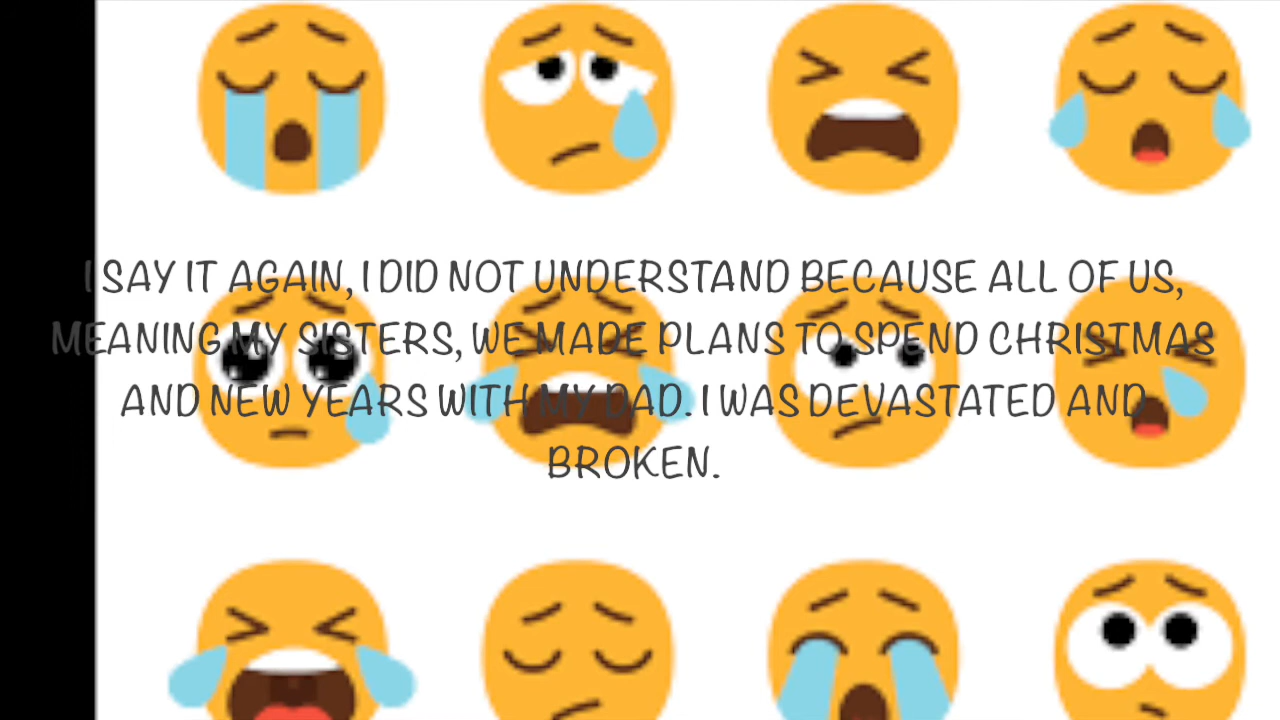 I SAY IT AGAIN, I DID NOT UNDERSTAND BECAUSE ALL OF US,
MEANING MY SISTERS, WE MADE PLANS TO SPEND CHRISTMAS
AND NEW YEARS WITH MY DAD. I WAS DEVASTATED AND
BROKEN.